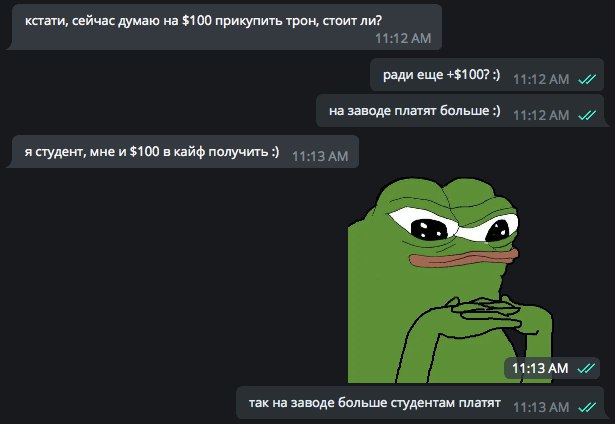 кстати, сейчас думаю на $100 прикупить трон, стоит ли?
11:12 AM
ради еще +$100? :)
11:12 AM
на заводе платят больше :)
11:12 AM
я студент, мне и $100 в кайф получить :)
11:13 AM
11:13 AM
так на заводе больше студентам платят
11:13 AM